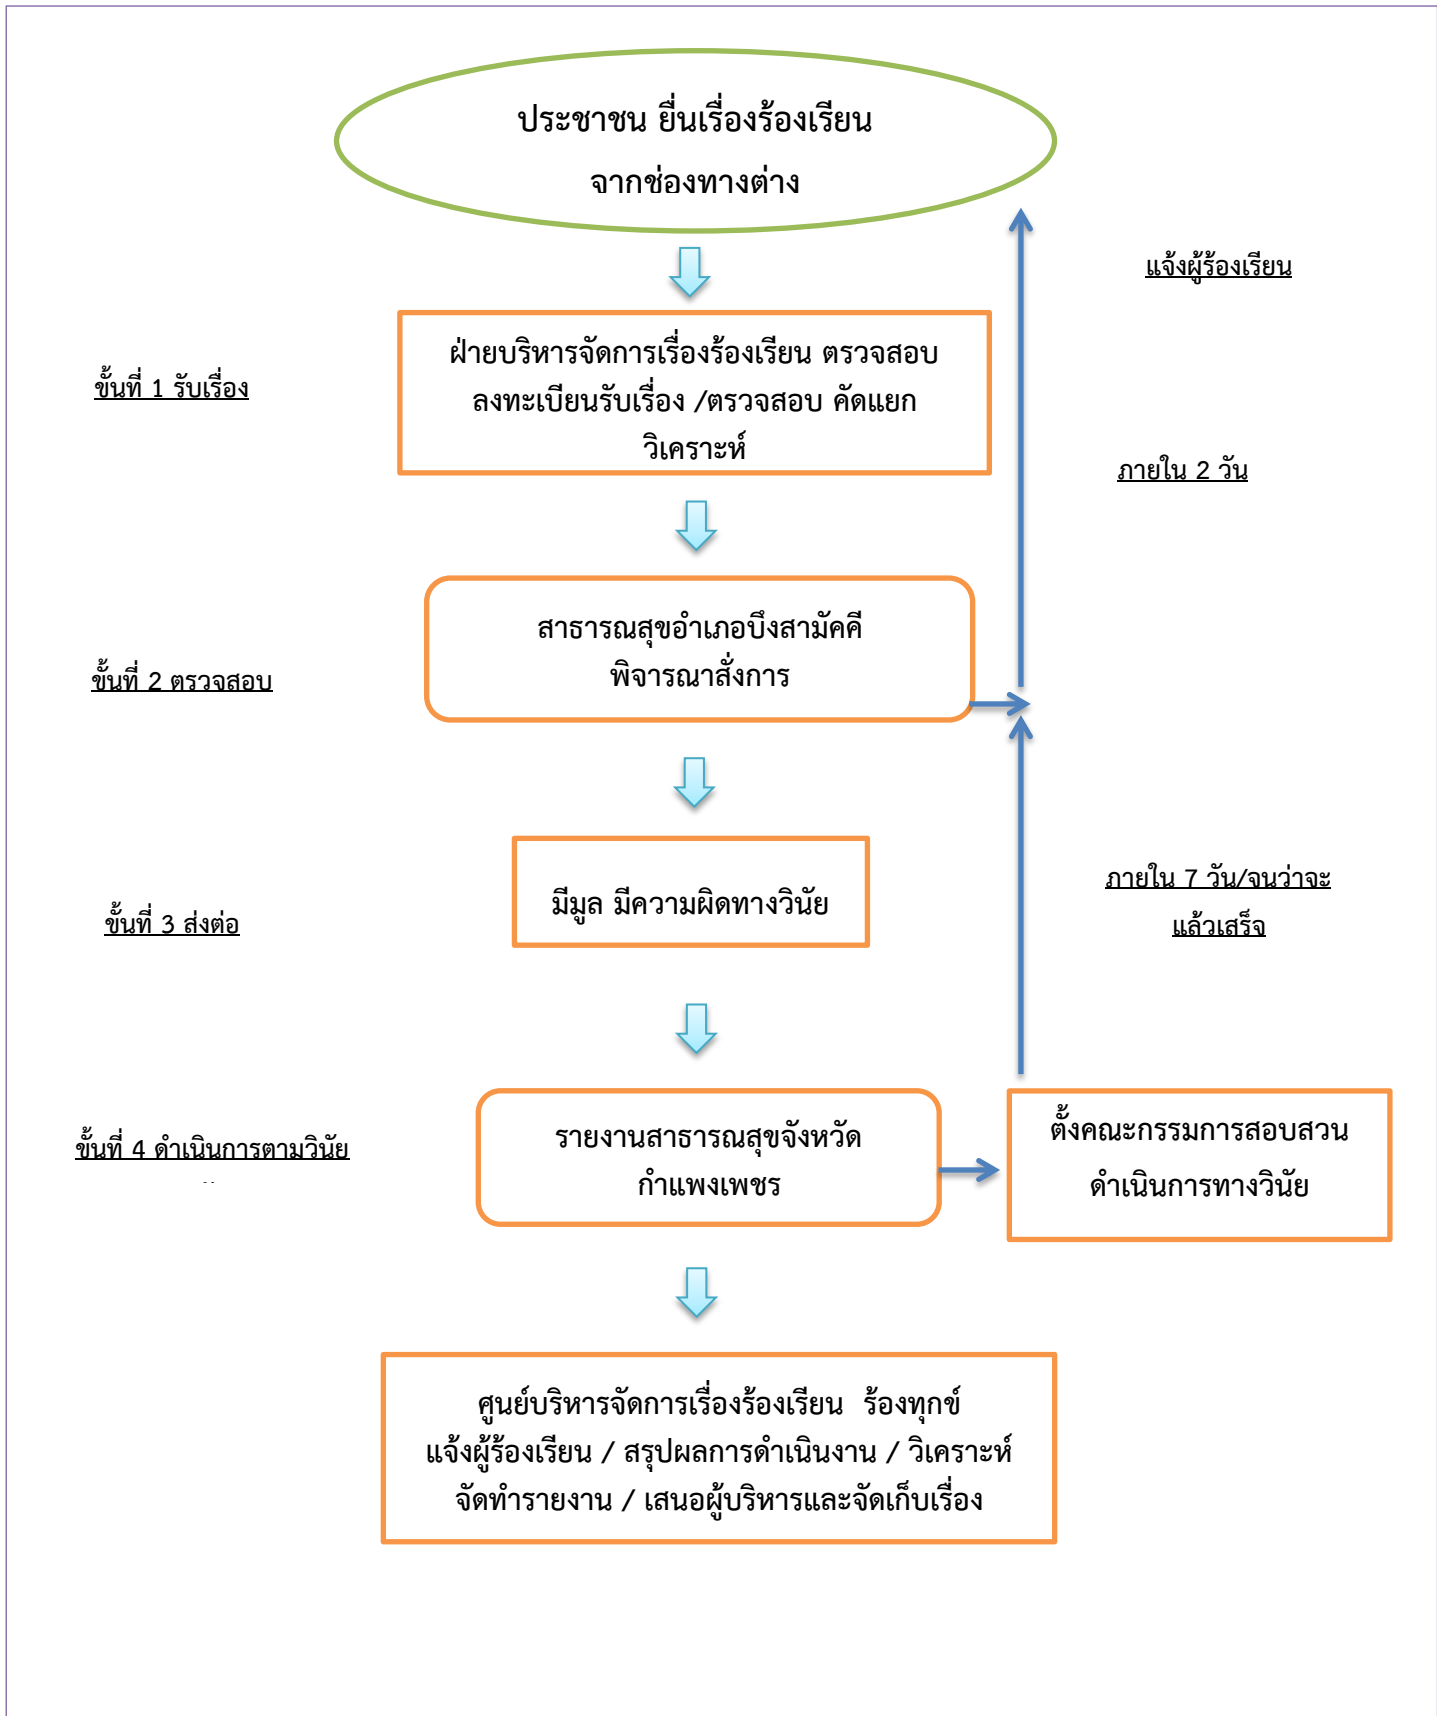 ประชาชน ยื่นเรื่องร้องเรียน
จากช่องทางต่าง
แจ้งผู้ร้องเรียน
ขั้นที่ 1 รับเรื่อง
ฝ่ายบริหารจัดการเรื่องร้องเรียน ตรวจสอบ
ลงทะเบียนรับเรื่อง /ตรวจสอบ คัดแยก
วิเคราะห์
ภายใน 2 วัน
ขั้นที่ 2 ตรวจสอบ
สาธารณสุขอำเภอบึงสามัคคี
พิจารณาสั่งการ
ขั้นที่ 3 ส่งต่อ
มีมูล มีความผิดทางวินัย
ภายใน 7 วัน/จนว่าจะ
แล้วเสร็จ
ขั้นที่ 4 ดำเนินการตามวินัย
รายงานสาธารณสุขจังหวัด
กำแพงเพชร
ตั้งคณะกรรมการสอบสวน
ดำเนินการทางวินัย
ศูนย์บริหารจัดการเรื่องร้องเรียน ร้องทุกข์
แจ้งผู้ร้องเรียน / สรุปผลการดำเนินงาน / วิเคราะห์
จัดทำรายงาน / เสนอผู้บริหารและจัดเก็บเรื่อง